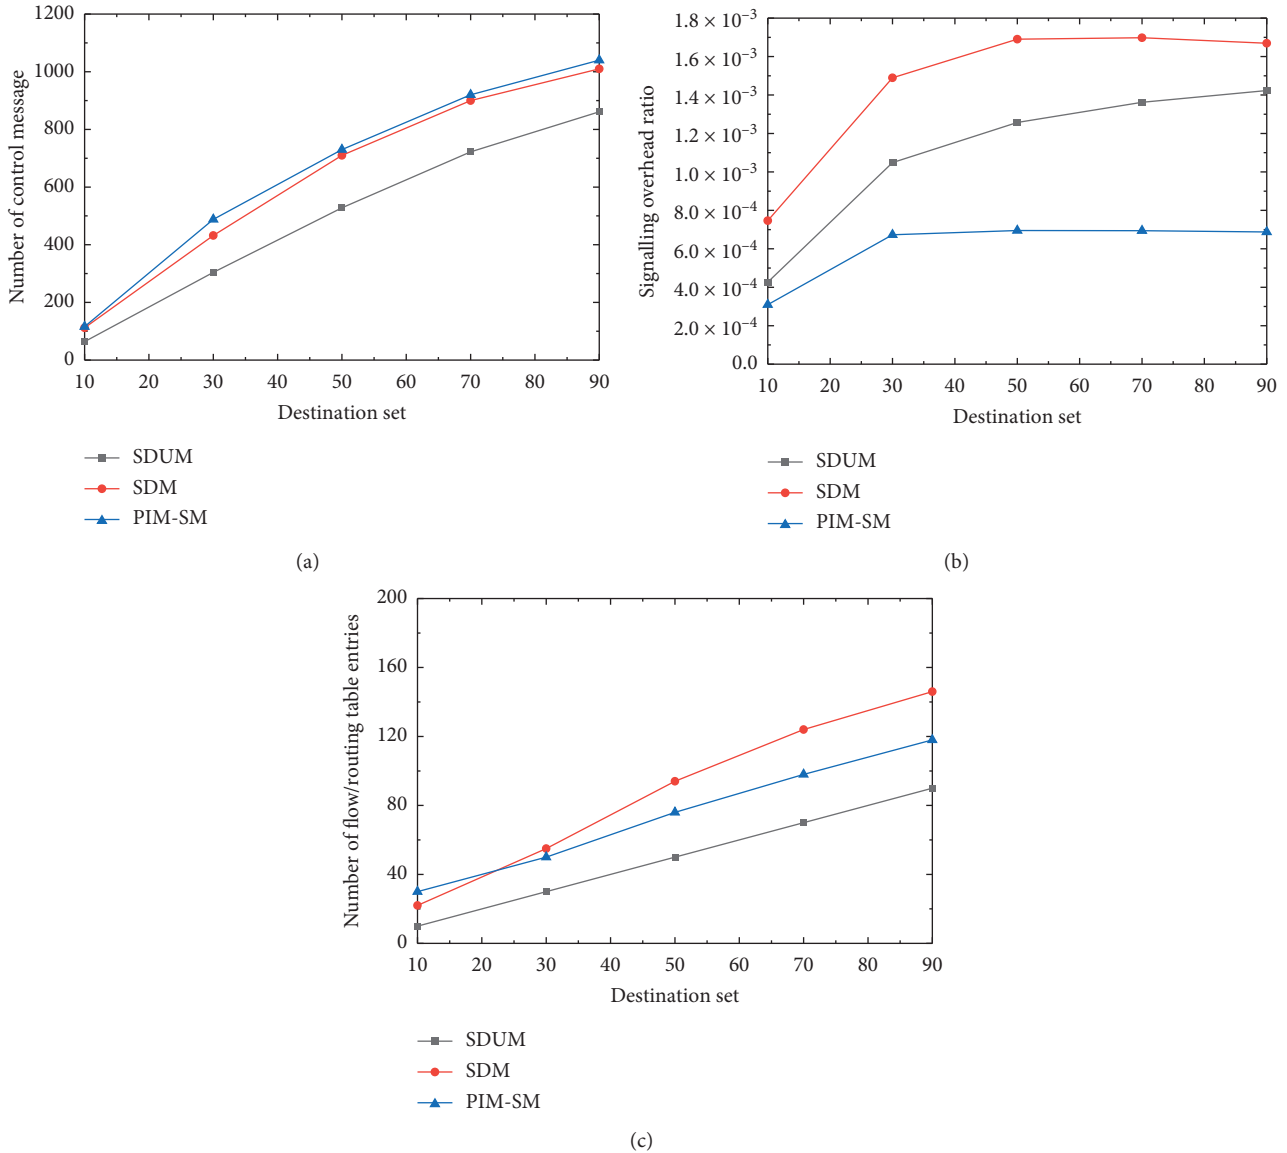 1200
1000
800
600
400
200
0
Number of control message
10 20 30 40 50 60 70 80 90
Destination set
SDUM
SDM
PIM-SM
(a)
1.8 × 10⁻³
1.6 × 10⁻³
1.4 × 10⁻³
1.2 × 10⁻³
1.0 × 10⁻³
8.0 × 10⁻⁴
6.0 × 10⁻⁴
4.0 × 10⁻⁴
2.0 × 10⁻⁴
0.0
Signalling overhead ratio
10 20 30 40 50 60 70 80 90
Destination set
SDUM
SDM
PIM-SM
(b)
200
160
120
80
40
0
Number of flow/routing table entries
10 20 30 40 50 60 70 80 90
Destination set
SDUM
SDM
PIM-SM
(c)